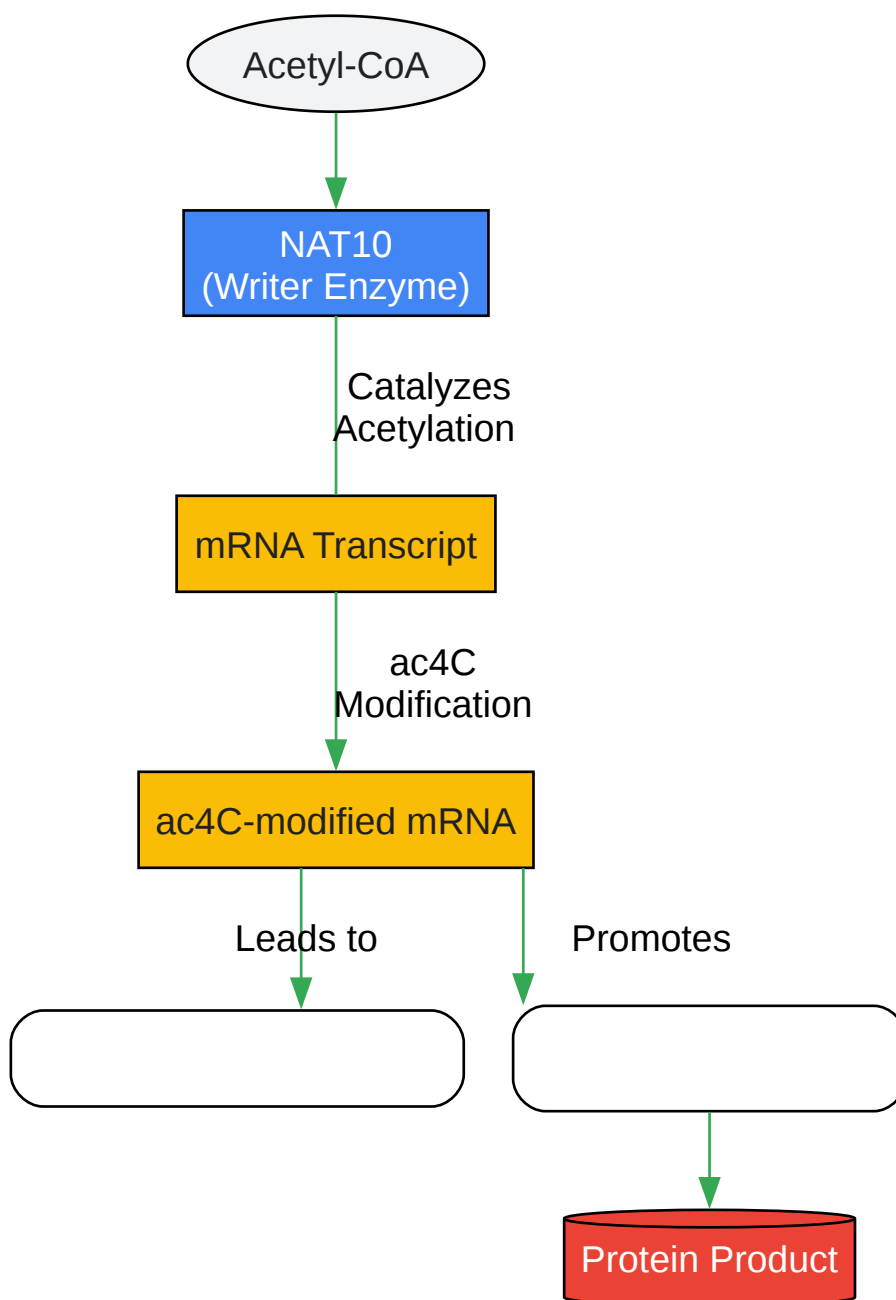 Acetyl-CoA
NAT10
(Writer Enzyme)
Catalyzes
Acetylation
mRNA Transcript
ac4C
Modification
ac4C-modified mRNA
Leads to
Promotes
Protein Product